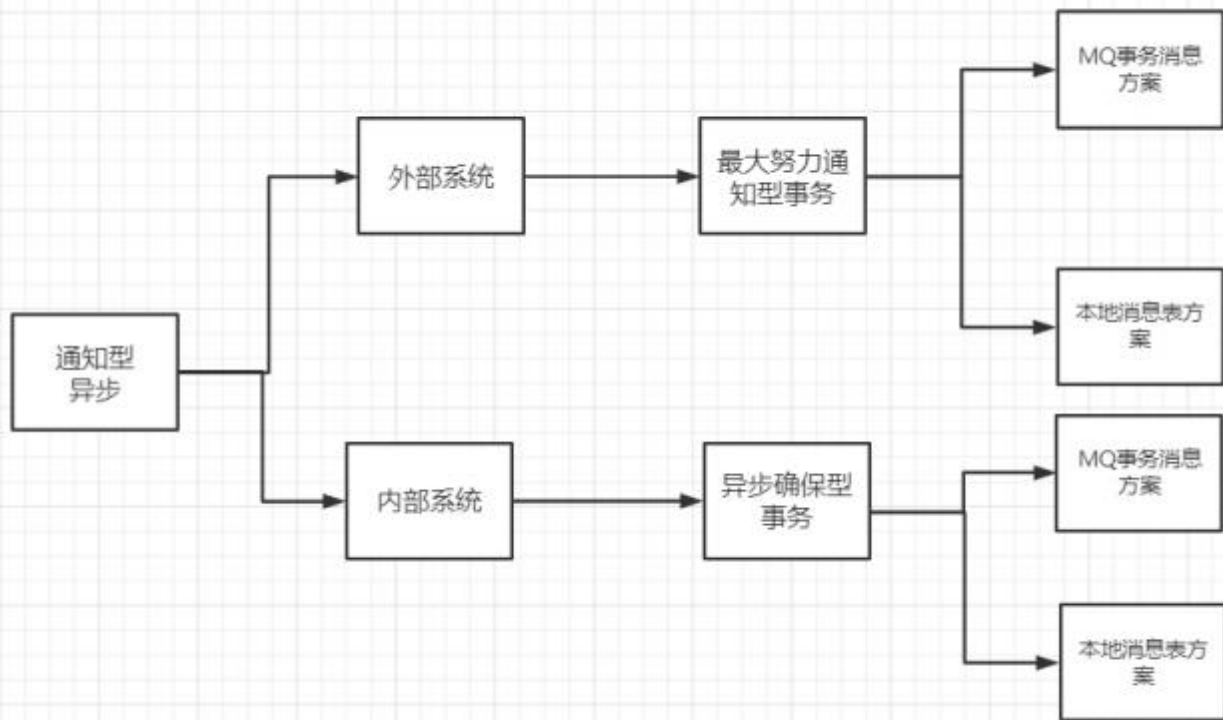 MQ事务消息
方案
外部系统
最大努力通
知型事务
本地消息表方
案
通知型
异步
MQ事务消息
方案
内部系统
异步确保型
事务
本地消息表方
案